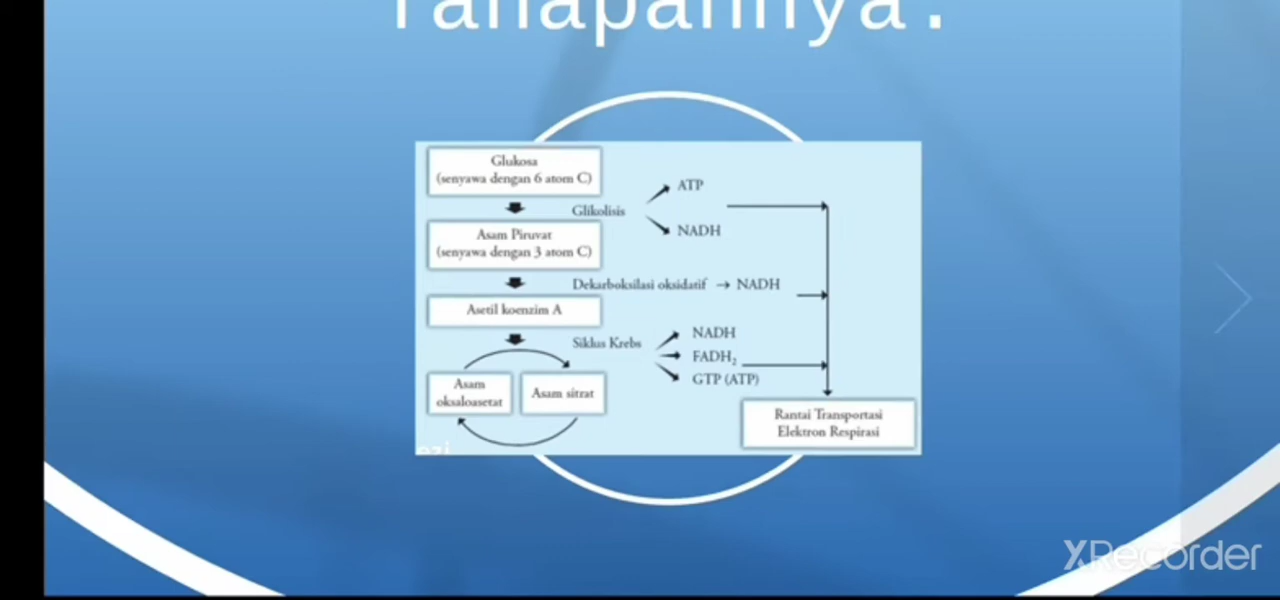 Tahapannya:
Glukosa
(senyawa dengan 6 atom C)
Glikolisis
ATP
NADH
Asam Piruvat
(senyawa dengan 3 atom C)
Dekarboksilasi oksidatif → NADH
Asetil koenzim A
Siklus Krebs
NADH
FADH₂
GTP (ATP)
Asam
oksaloasetat
Asam sitrat
Rantai Transportasi
Elektron Respirasi
XRecorder